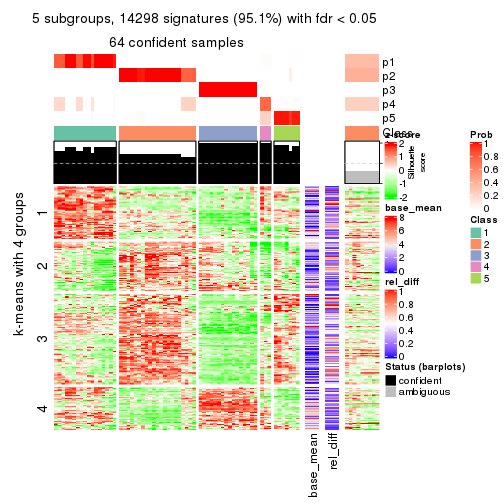 5 subgroups, 14298 signatures (95.1%) with fdr < 0.05
64 confident samples
p1
p2
p3
p4
p5
Class
z-score
2
1
0
-1
-2
Silhouette
score
Prob
1
0.8
0.6
0.4
0.2
0
base_mean
8
6
4
2
0
Class
1
2
3
4
5
rel_diff
1
0.8
0.6
0.4
0.2
0
Status (barplots)
confident
ambiguous
k-means with 4 groups
1
2
3
4
base_mean
rel_diff